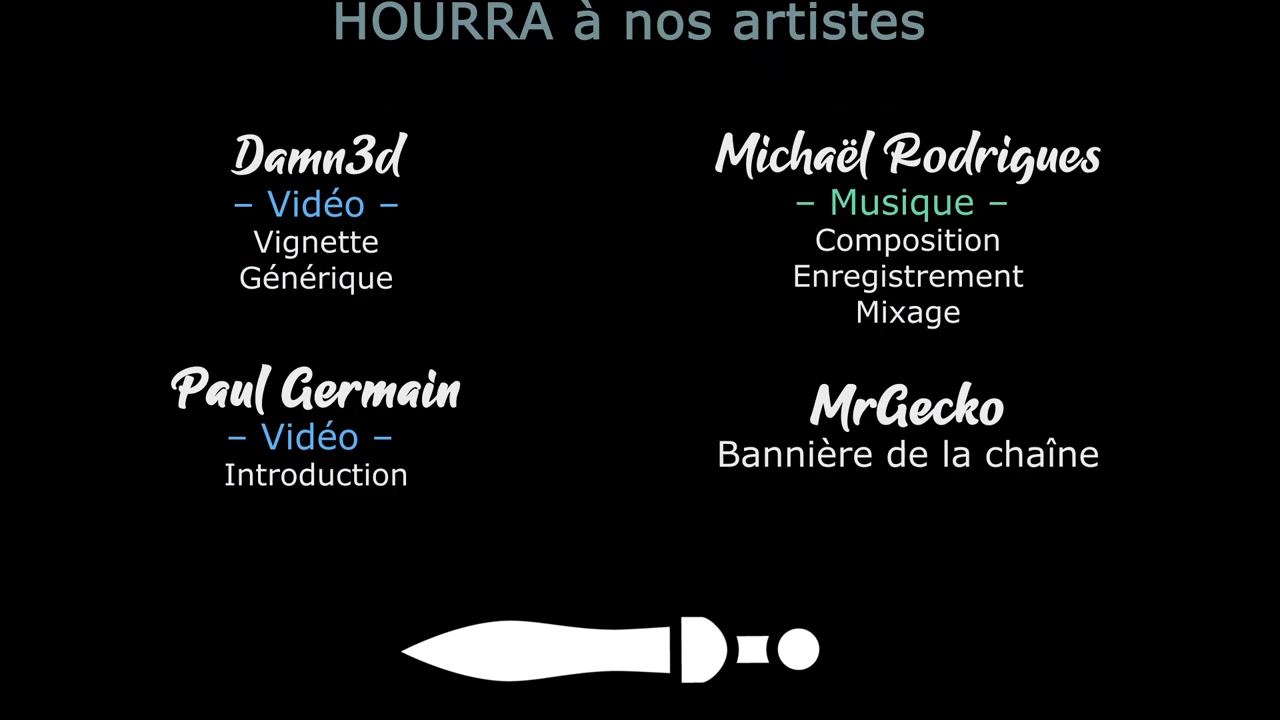 HOURRA à nos artistes
Damn3d
– Vidéo –
Vignette
Générique
Michaël Rodrigues
– Musique –
Composition
Enregistrement
Mixage
Paul Germain
– Vidéo –
Introduction
MrGecko
Bannière de la chaîne